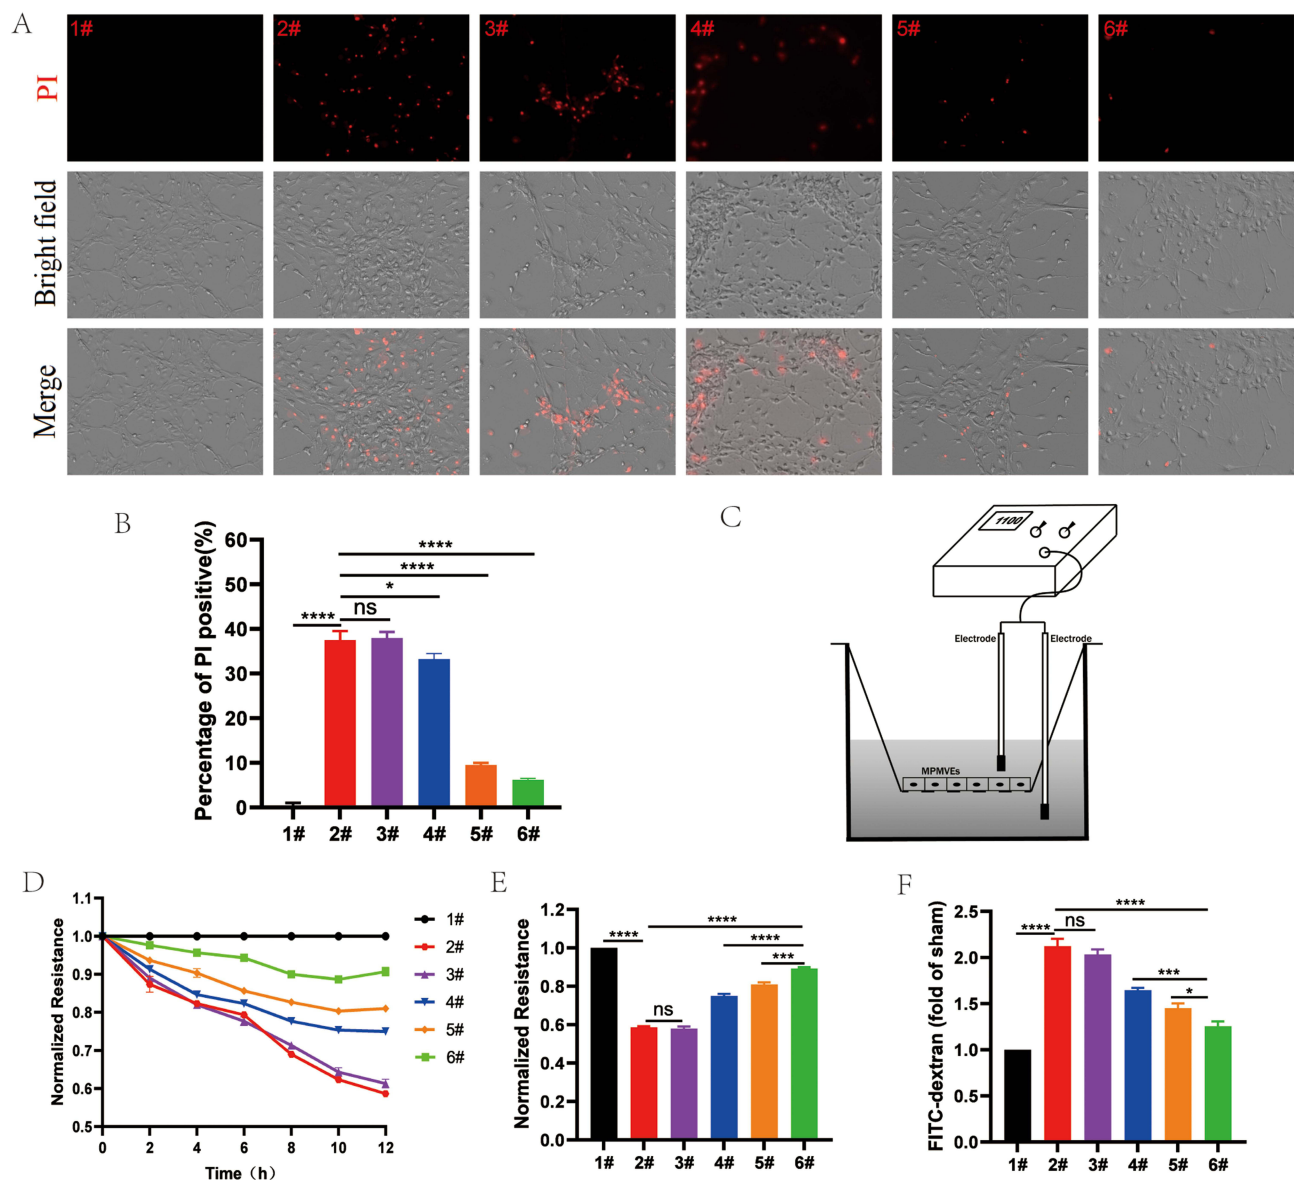 A
1# 2# 3# 4# 5# 6#
PI
Bright field
Merge
B
Percentage of PI positive(%)
60
50
40
30
20
10
0
****
****
*
ns
****
1# 2# 3# 4# 5# 6#
C
1100
Electrode Electrode
MPMVEs
D
Normalized Resistance
1.1
1.0
0.9
0.8
0.7
0.6
0.5
0 2 4 6 8 10 12
Time（h）
1#
2#
3#
4#
5#
6#
E
Normalized Resistance
1.2
1.0
0.8
0.6
0.4
0.2
0.0
****
**** ****
***
ns
1# 2# 3# 4# 5# 6#
F
FITC-dextran (fold of sham)
2.5
2.0
1.5
1.0
0.5
0.0
****
**** ns
***
*
1# 2# 3# 4# 5# 6#